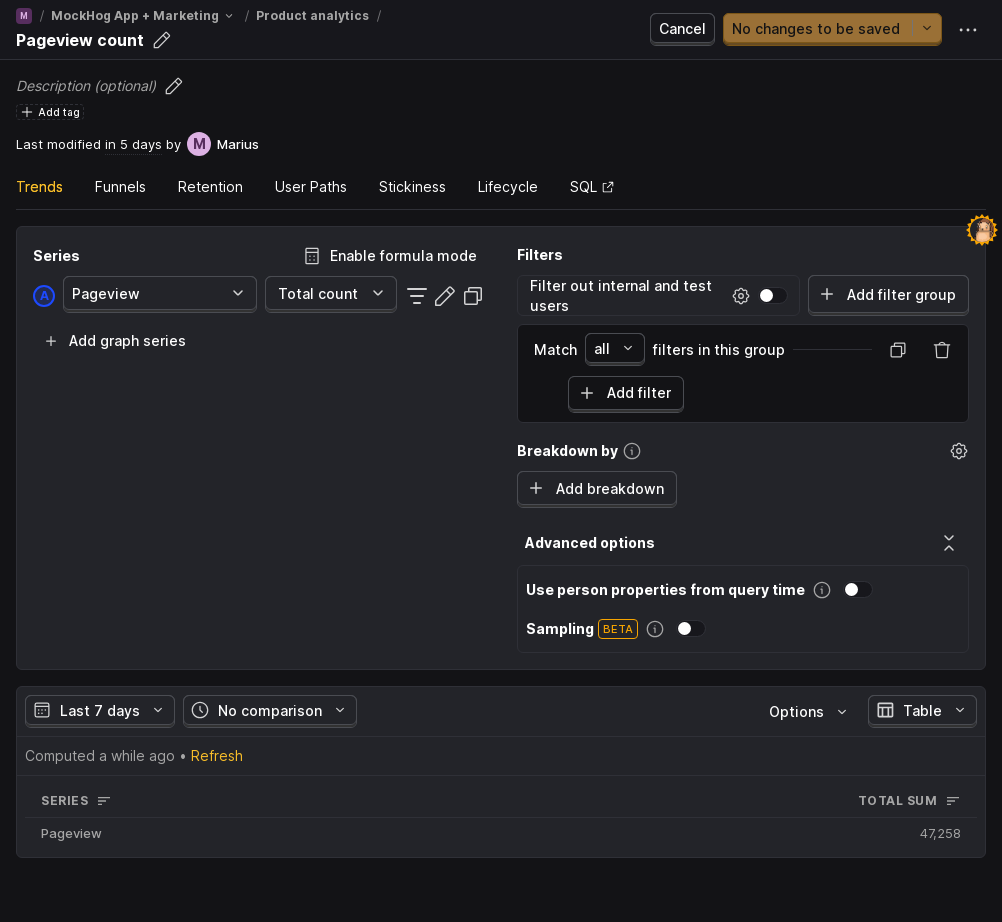 M / MockHog App + Marketing / Product analytics /
Pageview count
Cancel
No changes to be saved
Description (optional)
Add tag
Last modified in 5 days by M Marius
Trends Funnels Retention User Paths Stickiness Lifecycle SQL
Series
Enable formula mode
A Pageview Total count
Add graph series
Filters
Filter out internal and test
users
Add filter group
Match all filters in this group
Add filter
Breakdown by
Add breakdown
Advanced options
Use person properties from query time
Sampling BETA
Last 7 days No comparison Options Table
Computed a while ago • Refresh
SERIES TOTAL SUM
Pageview 47,258